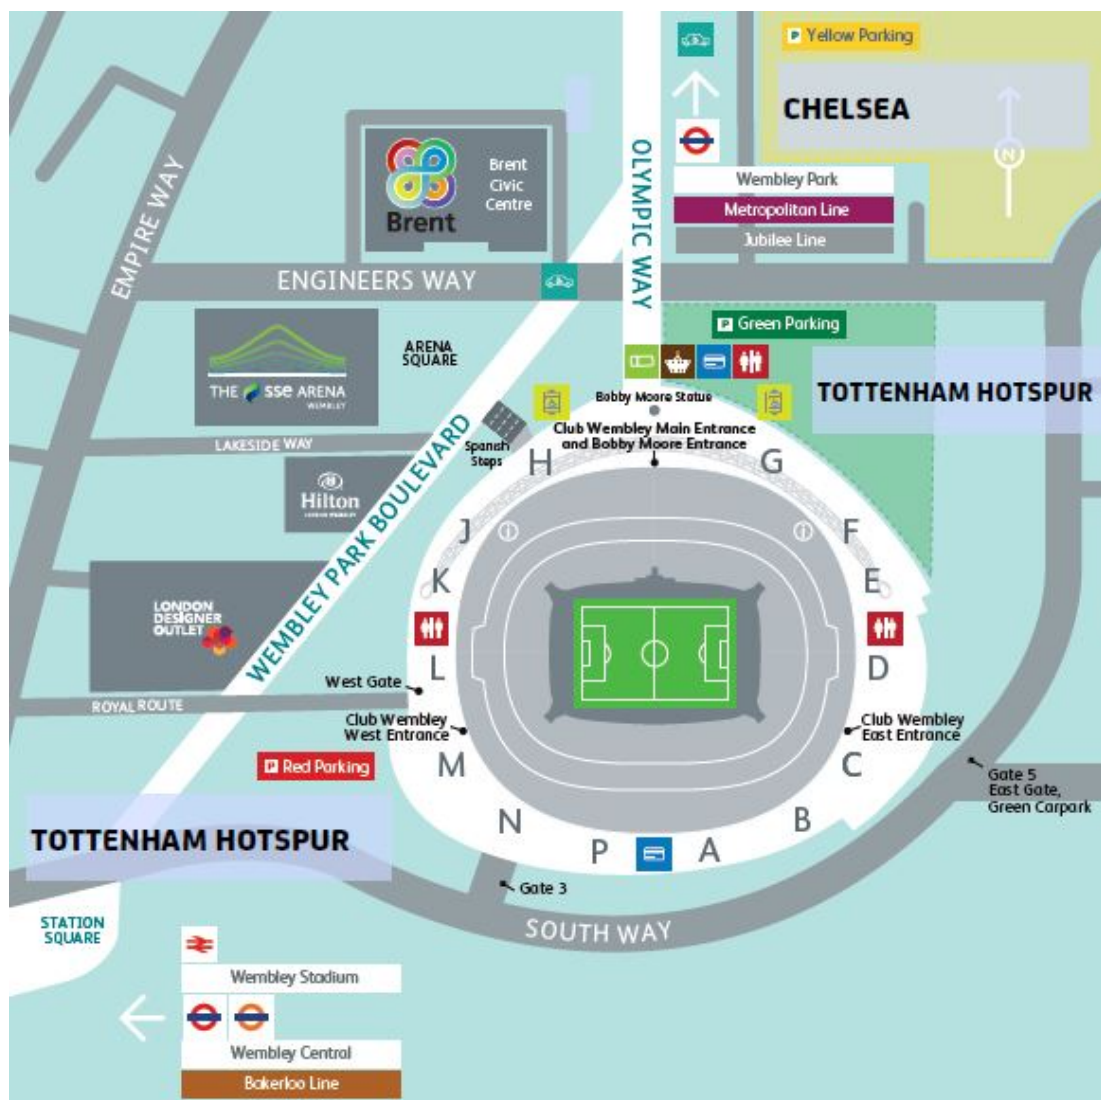 Yellow Parking
CHELSEA
N
OLYMPIC WAY
Wembley Park
Metropolitan Line
Jubilee Line
Brent
Civic
Centre
Brent
EMPIRE WAY
ENGINEERS WAY
P Green Parking
THE sse ARENA
WEMBLEY
ARENA
SQUARE
TOTTENHAM HOTSPUR
Bobby Moore Statue
Club Wembley Main Entrance
and Bobby Moore Entrance
LAKESIDE WAY
Spanish
Steps
Hilton
LONDON WEMBLEY
WEMBLEY PARK BOULEVARD
H
G
J
F
K
E
LONDON
DESIGNER
OUTLET
L
D
West Gate
ROYAL ROUTE
Club Wembley
West Entrance
Club Wembley
East Entrance
M
C
P Red Parking
Gate 5
East Gate,
Green Carpark
N
B
P
A
TOTTENHAM HOTSPUR
Gate 3
SOUTH WAY
STATION
SQUARE
Wembley Stadium
Wembley Central
Bakerloo Line